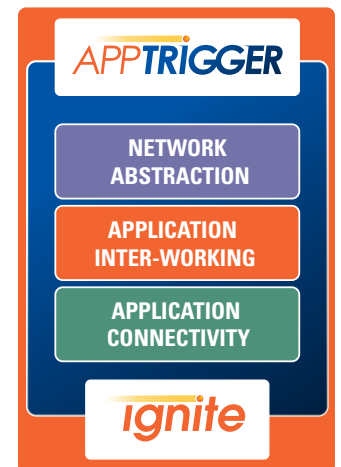 APPTRIGGER
NETWORK
ABSTRACTION
APPLICATION
INTER-WORKING
APPLICATION
CONNECTIVITY
ignite